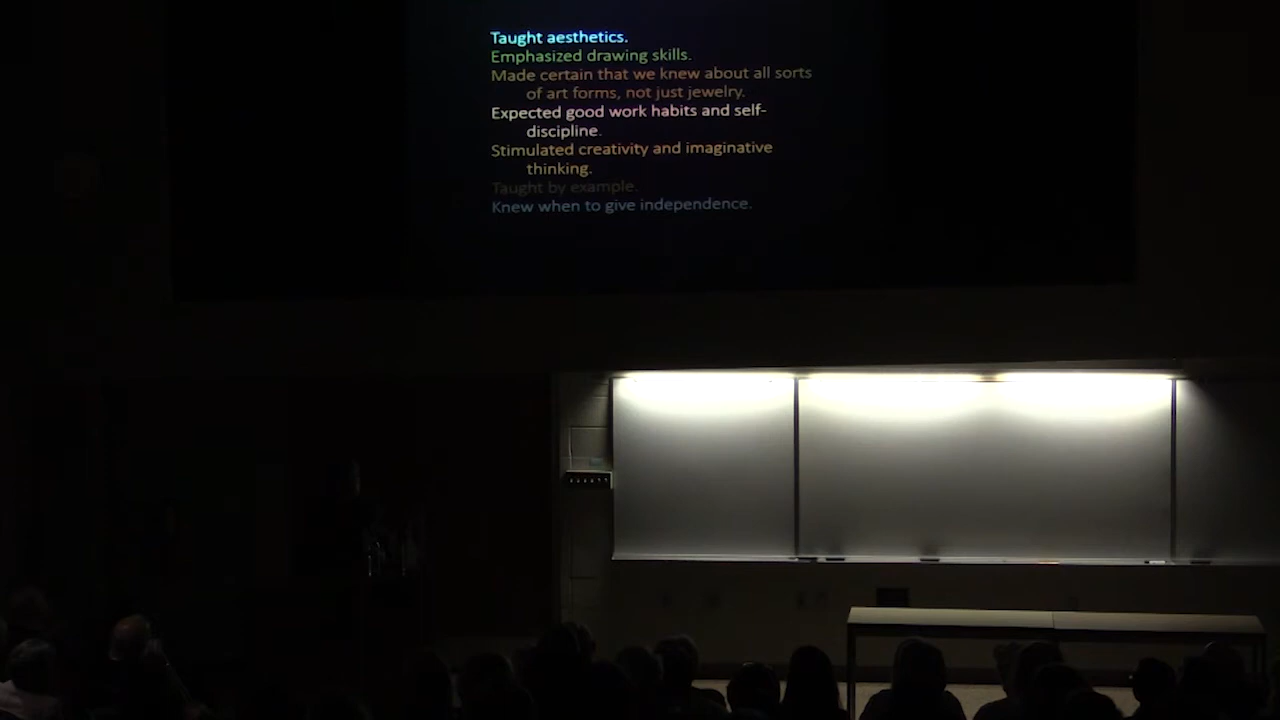 Taught aesthetics.
Emphasized drawing skills.
Made certain that we knew about all sorts
of art forms, not just jewelry.
Expected good work habits and self-
discipline.
Stimulated creativity and imaginative
thinking.
Taught by example.
Knew when to give independence.